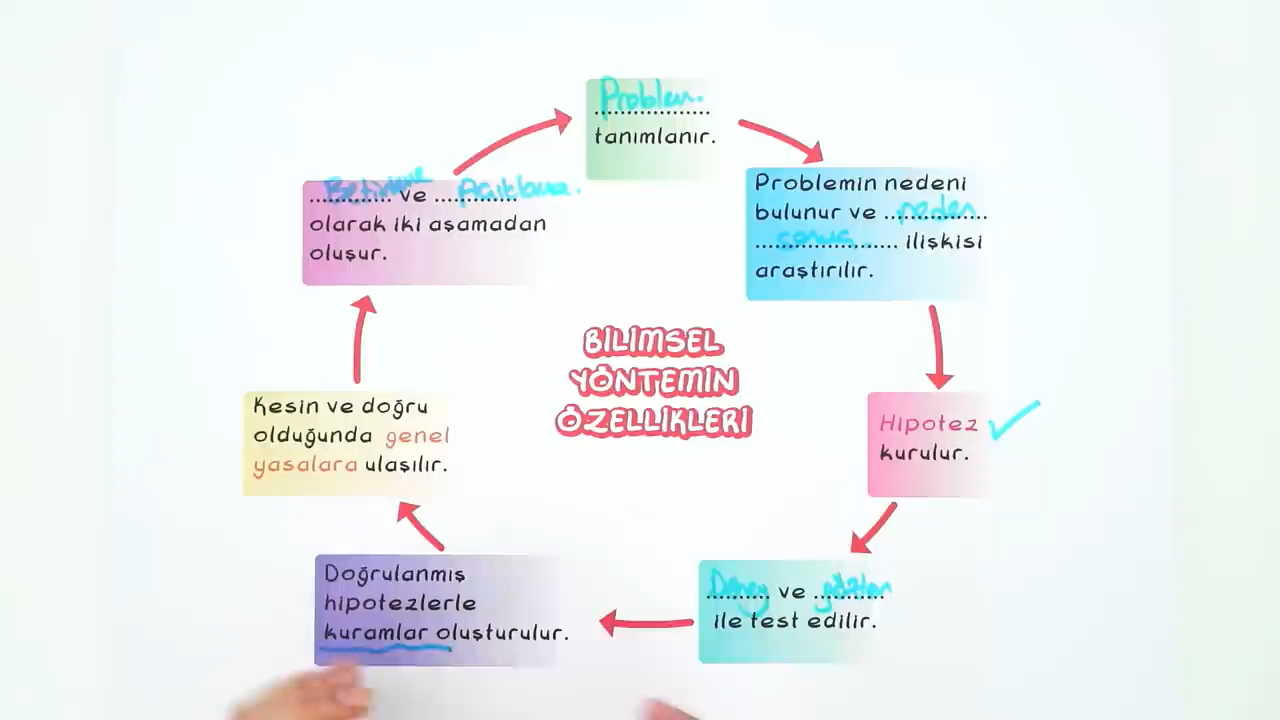 Problem.
tanımlanır.
Problemin nedeni
bulunur ve neden
sonuç ilişkisi
araştırılır.
Hipotez
kurulur.
Deney ve gözlem
ile test edilir.
Doğrulanmış
hipotezlerle
kuramlar oluşturulur.
Kesin ve doğru
olduğunda genel
yasalara ulaşılır.
Betimleme ve Açıklama.
olarak iki aşamadan
oluşur.
BİLİMSEL
YÖNTEMİN
ÖZELLİKLERİ